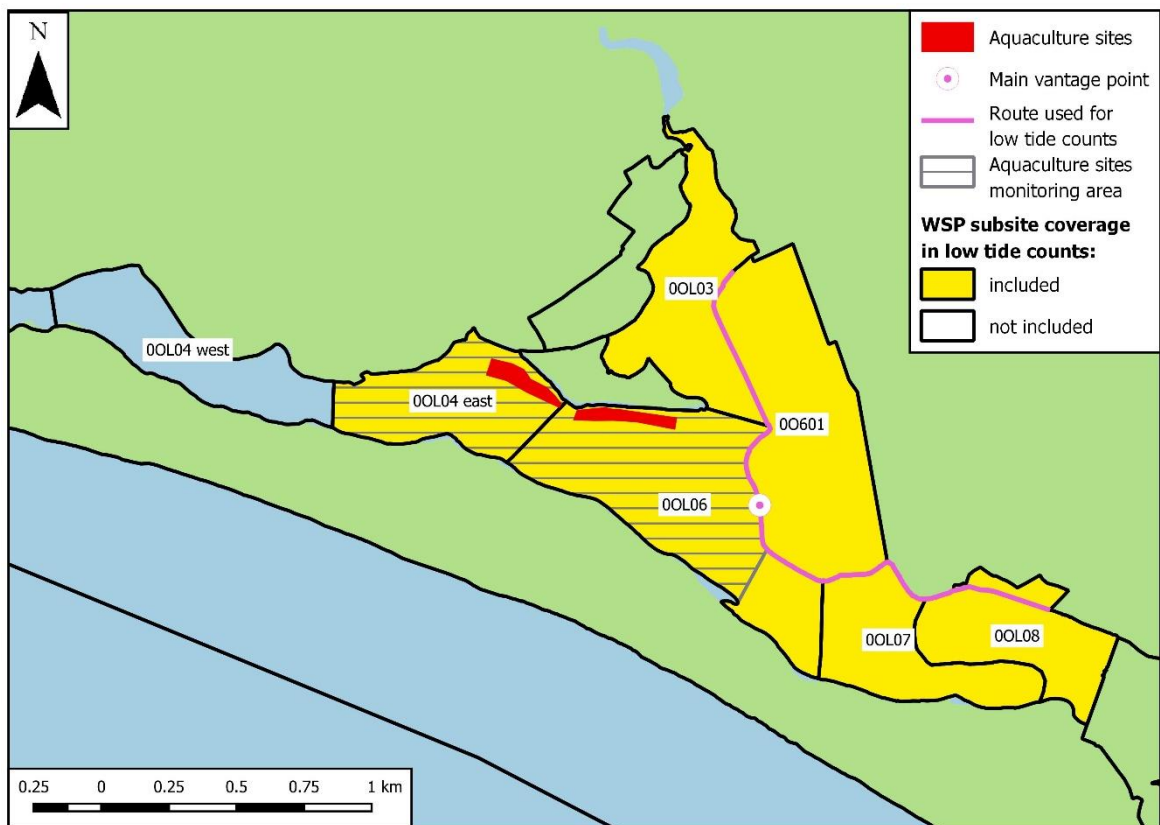 N
Aquaculture sites
Main vantage point
Route used for
low tide counts
Aquaculture sites
monitoring area
WSP subsite coverage
in low tide counts:
included
not included
0OL03
0OL04 west
0OL04 east
0O601
0OL06
0OL07
0OL08
0.25 0 0.25 0.5 0.75 1 km